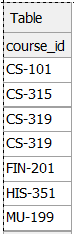 Table
course_id
CS-101
CS-315
CS-319
CS-319
FIN-201
HIS-351
MU-199